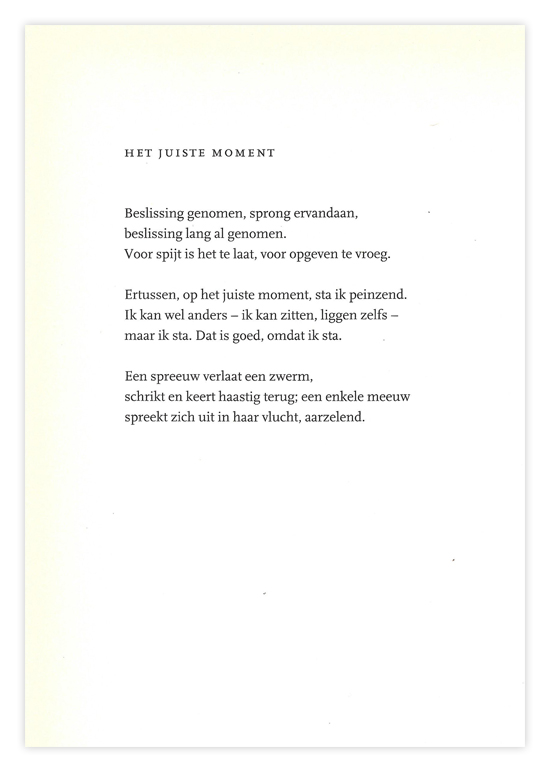 HET JUISTE MOMENT
Beslissing genomen, sprong ervandaan,
beslissing lang al genomen.
Voor spijt is het te laat, voor opgeven te vroeg.
Ertussen, op het juiste moment, sta ik peinzend.
Ik kan wel anders – ik kan zitten, liggen zelfs –
maar ik sta. Dat is goed, omdat ik sta.
Een spreeuw verlaat een zwerm,
schrikt en keert haastig terug; een enkele meeuw
spreekt zich uit in haar vlucht, aarzelend.